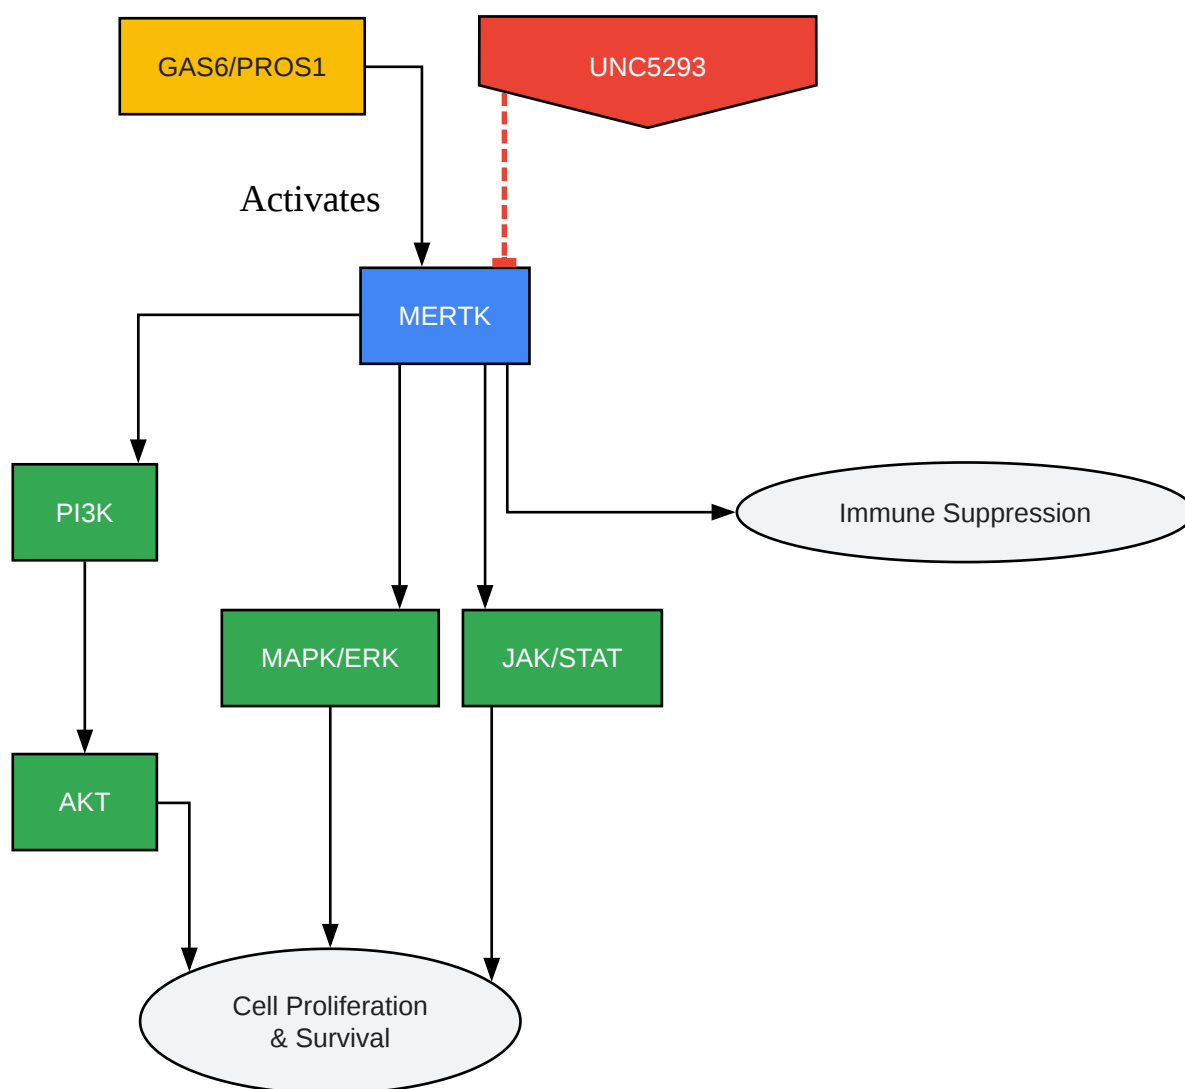 GAS6/PROS1
UNC5293
Activates
MERTK
PI3K
Immune Suppression
MAPK/ERK
JAK/STAT
AKT
Cell Proliferation
& Survival